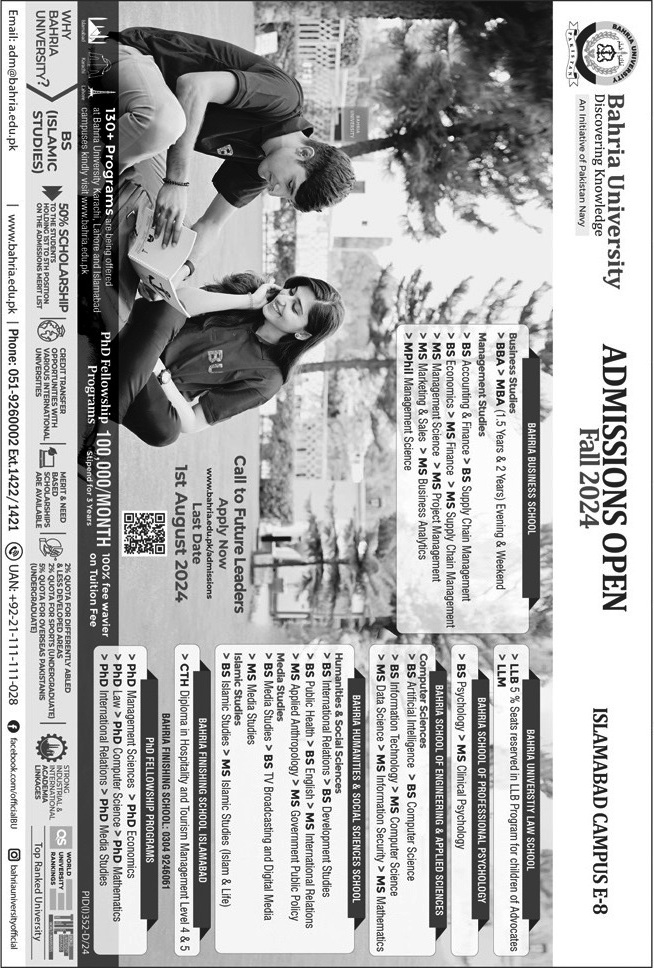 BAHRIA UNIVERSITY
PAKISTAN
Bahria University
Discovering Knowledge
An Initiative of Pakistan Navy
ADMISSIONS OPEN
Fall 2024
ISLAMABAD CAMPUS E-8
BAHRIA BUSINESS SCHOOL
Business Studies
> BBA > MBA (1.5 Years & 2 Years) Evening & Weekend
Management Studies
> BS Accounting & Finance > BS Supply Chain Management
> BS Economics > MS Finance > MS Supply Chain Management
> MS Management Science > MS Project Management
> MS Marketing & Sales > MS Business Analytics
> MPhil Management Science
BAHRIA UNIVERSITY LAW SCHOOL
> LLB 5 % Seats reserved in LLB Program for children of Advocates
> LLM
BAHRIA SCHOOL OF PROFESSIONAL PSYCHOLOGY
> BS Psychology > MS Clinical Psychology
BAHRIA SCHOOL OF ENGINEERING & APPLIED SCIENCES
Computer Sciences
> BS Artificial Intelligence > BS Computer Science
> BS Information Technology > MS Computer Science
> MS Data Science > MS Information Security > MS Mathematics
BAHRIA HUMANITIES & SOCIAL SCIENCES SCHOOL
Humanities & Social Sciences
> BS International Relations > BS Development Studies
> BS Public Health > BS English > MS International Relations
> MS Applied Anthropology > MS Government Public Policy
Media Studies
> BS Media Studies > BS TV Broadcasting and Digital Media
> MS Media Studies
Islamic Studies
> BS Islamic Studies > MS Islamic Studies (Islam & Life)
BAHRIA FINISHING SCHOOL ISLAMABAD
> CTH Diploma in Hospitality and Tourism Management Level 4 & 5
BAHRIA FINISHING SCHOOL: 0304 9246061
PhD FELLOWSHIP PROGRAMS
> PhD Management Sciences > PhD Economics
> PhD Law > PhD Computer Science > PhD Mathematics
> PhD International Relations > PhD Media Studies
BAHRIA UNIVERSITY
BU
Call to Future Leaders
Apply Now
www.bahria.edu.pk/admissions
Last Date
1st August 2024
Islamabad
Karachi
Lahore
130+ Programs are being offered
at Bahria University Karachi, Lahore and Islamabad
campuses kindly visit www.bahria.edu.pk
PhD Fellowship
Programs
100,000/MONTH
Stipend for 3 Years
100% fee wavier
on Tuition Fee
PID(I)352-D/24
WHY
BAHRIA
UNIVERSITY?
BS
(ISLAMIC
STUDIES)
50% SCHOLARSHIP
TO THE STUDENTS
HOLDING 1ST TO 5TH POSITION
ON THE ADMISSIONS MERIT LIST
CREDIT TRANSFER
OPPORTUNITIES WITH
VARIOUS INTERNATIONAL
UNIVERSITIES
MERIT & NEED
BASED
SCHOLARSHIPS
ARE AVAILABLE
2% QUOTA FOR DIFFERENTLY ABLED
& LESS DEVELOPED AREAS
2% QUOTA FOR SPORTS (UNDERGRADUATE)
5% QUOTA FOR OVERSEAS PAKISTANIS
(UNDERGRADUATE)
STRONG
INDUSTRIAL &
INTERNATIONAL
ACADEMIA
LINKAGES
QS WORLD
UNIVERSITY
RANKINGS
THE
Top Ranked University
Email: adm@bahria.edu.pk | www.bahria.edu.pk | Phone: 051-9260002 Ext.1422 / 1421 UAN: +92-21-111-111-028 facebook.com/officialBU bahriauniversityofficial